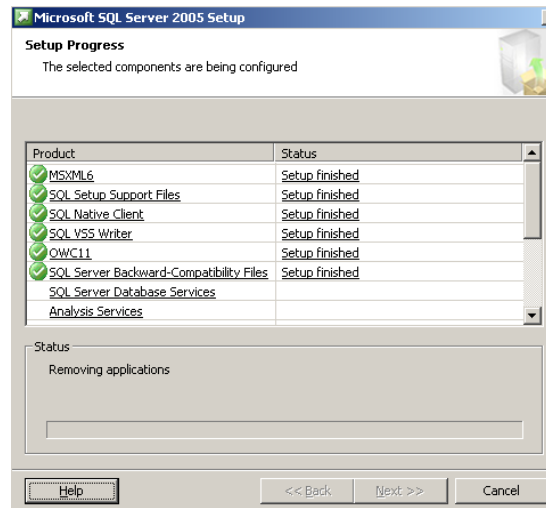 Microsoft SQL Server 2005 Setup
Setup Progress
The selected components are being configured
Product Status
MSXML6 Setup finished
SQL Setup Support Files Setup finished
SQL Native Client Setup finished
SQL VSS Writer Setup finished
OWC11 Setup finished
SQL Server Backward-Compatibility Files Setup finished
SQL Server Database Services
Analysis Services
Status
Removing applications
Help << Back Next >> Cancel